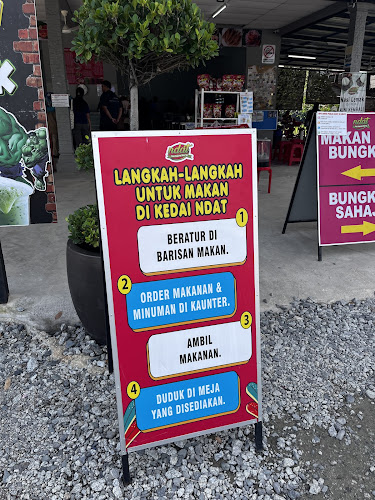 ndat
LANGKAH-LANGKAH
UNTUK MAKAN
DI KEDAI NDAT
1
BERATUR DI
BARISAN MAKAN.
2
ORDER MAKANAN &
MINUMAN DI KAUNTER.
3
AMBIL
MAKANAN.
4
DUDUK DI MEJA
YANG DISEDIAKAN.
ndat
MAKAN
BUNGK
BUNGK
SAHAJ